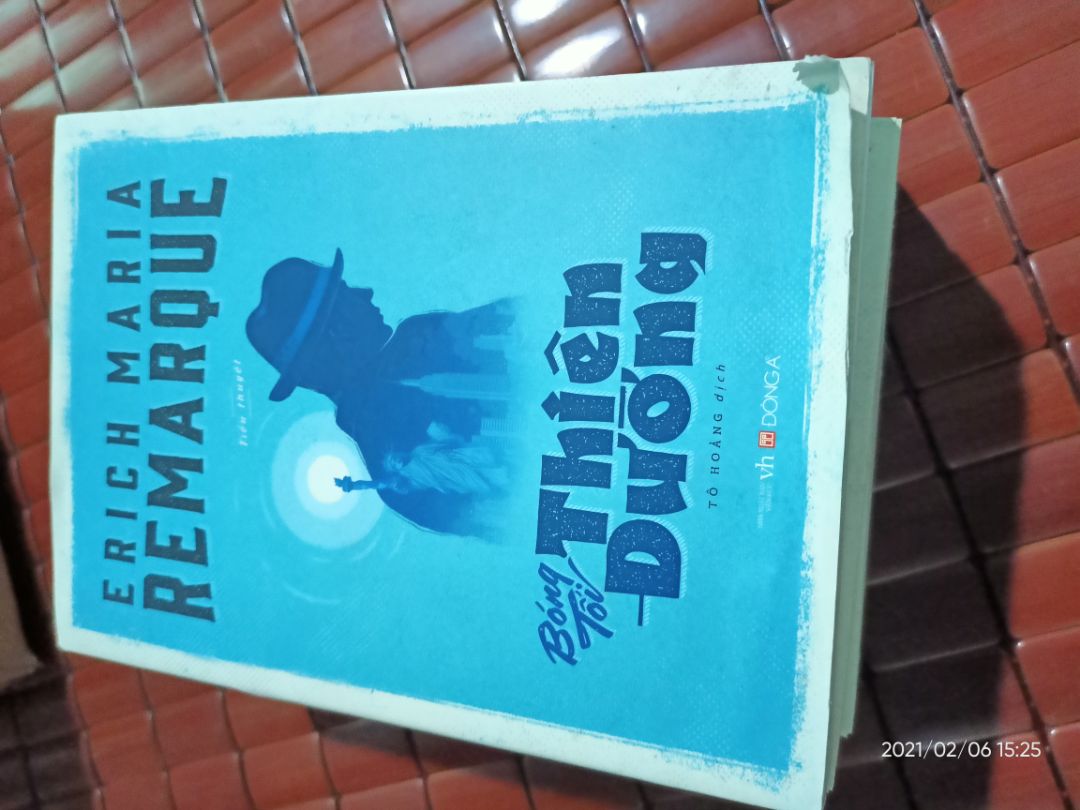 ERICH MARIA
REMARQUE
Tiểu thuyết
Bóng
Tối
Thiên
Đường
TÔ HOÀNG dịch
vh ĐÔNG A
2021/02/06 15:25